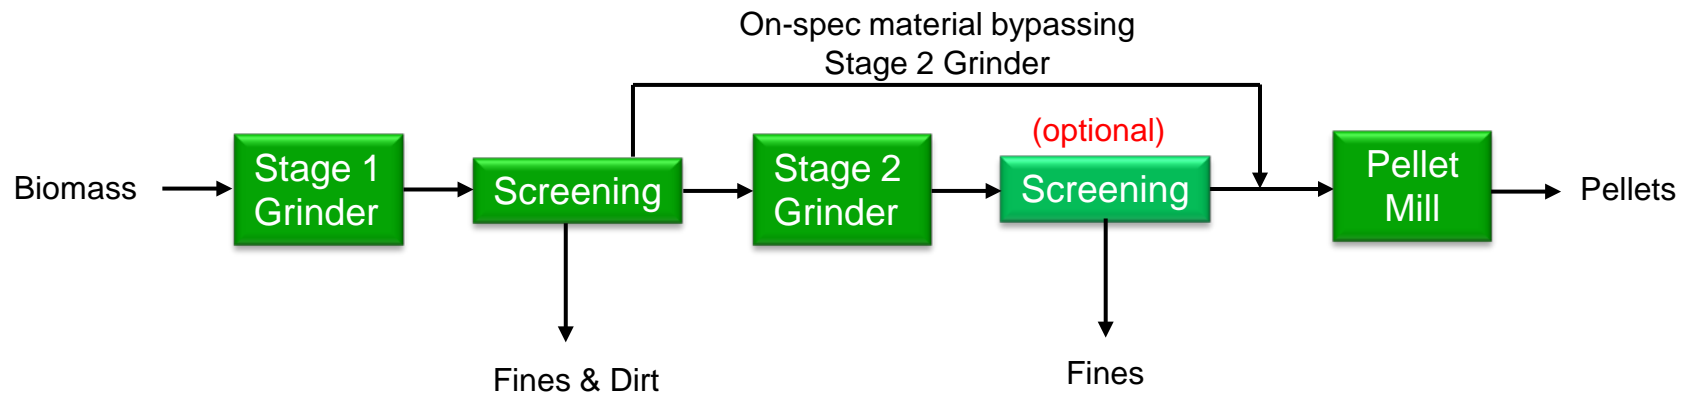 On-spec material bypassing
Stage 2 Grinder
(optional)
Biomass
Stage 1
Grinder
Screening
Stage 2
Grinder
Screening
Pellet
Mill
Pellets
Fines & Dirt
Fines